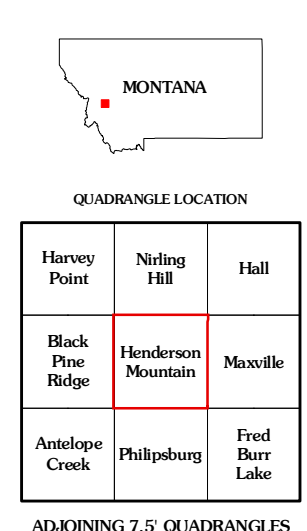 MONTANA
QUADRANGLE LOCATION
Harvey
Point
Nirling
Hill
Hall
Black
Pine
Ridge
Henderson
Mountain
Maxville
Antelope
Creek
Philipsburg
Fred
Burr
Lake
ADJOINING 7.5' QUADRANGLES